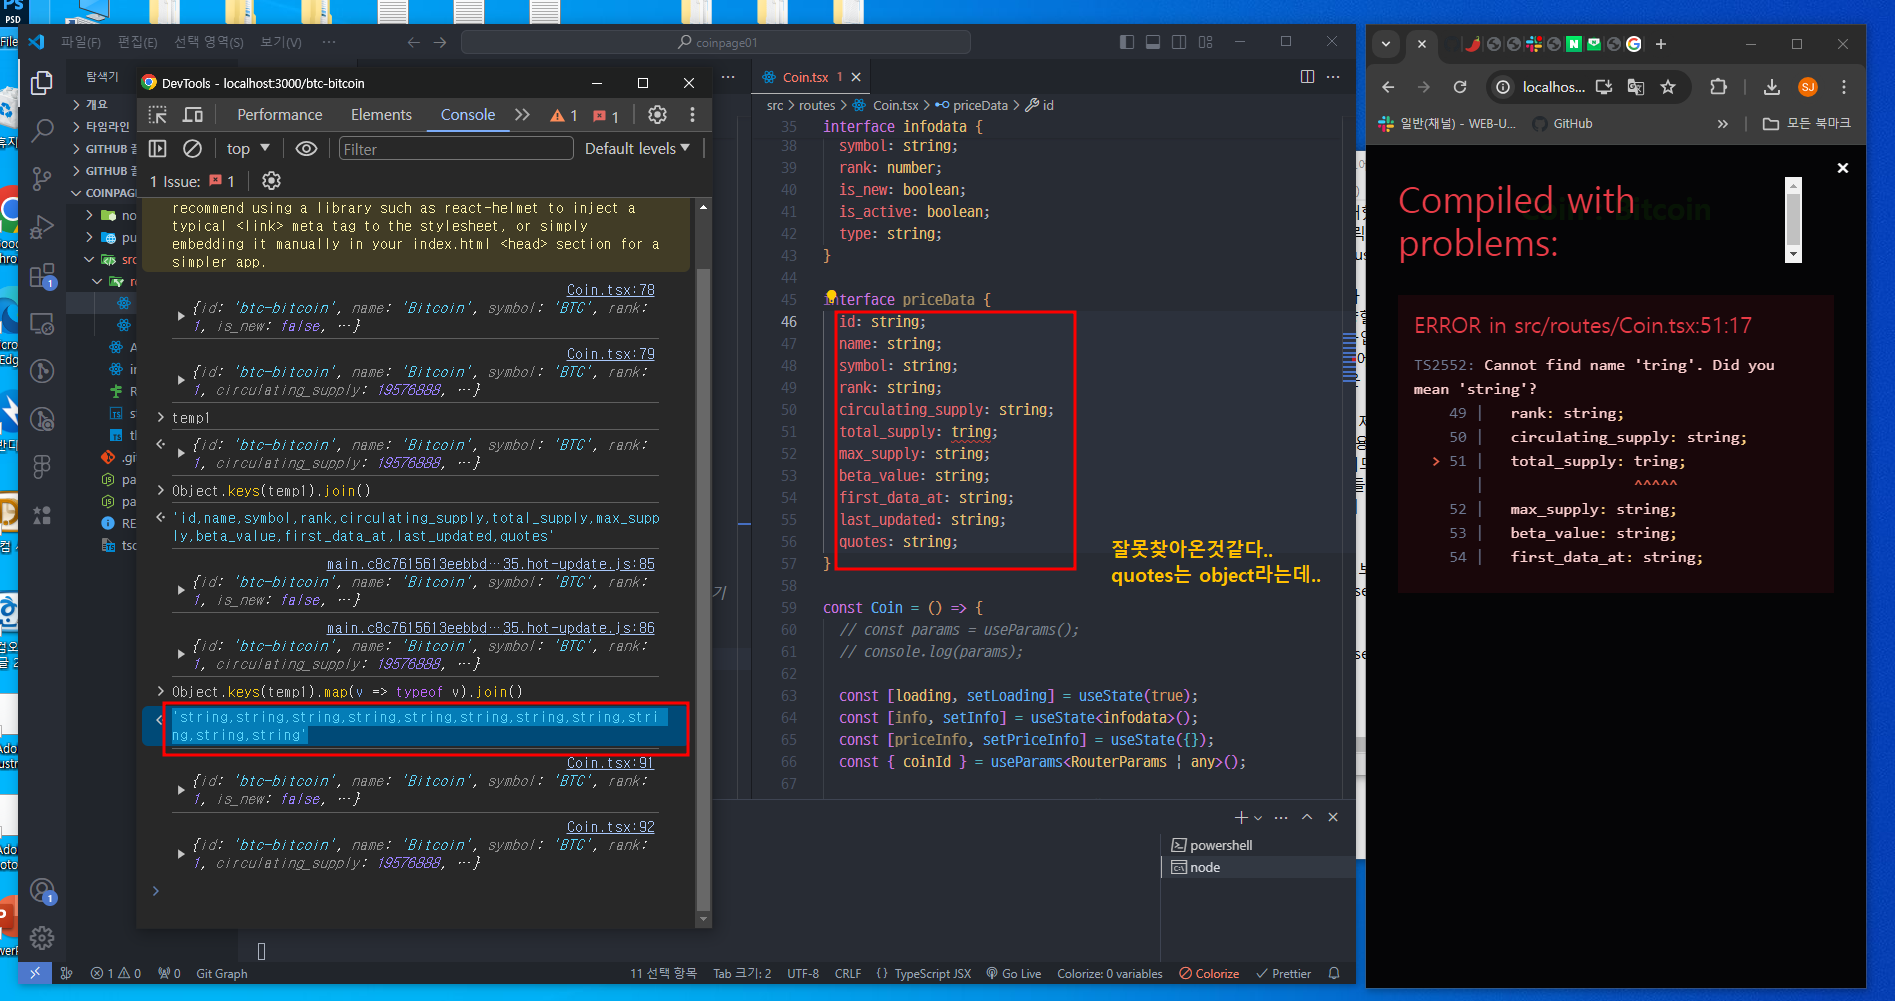 파일(F) 편집(E) 선택 영역(S) 보기(V) ···
coinpage01
탐색기
개요
타임라인
GITHUB
GITHUB
COINPAG
DevTools - localhost:3000/btc-bitcoin
Performance Elements Console 1 1
top Filter Default levels
1 Issue: 1
recommend using a library such as react-helmet to inject a
typical <link> meta tag to the stylesheet, or simply
embedding it manually in your index.html <head> section for a
simpler app.
Coin.tsx:78
{id: 'btc-bitcoin', name: 'Bitcoin', symbol: 'BTC', rank:
1, is_new: false, …}
Coin.tsx:79
{id: 'btc-bitcoin', name: 'Bitcoin', symbol: 'BTC', rank:
1, circulating_supply: 19576888, …}
temp1
{id: 'btc-bitcoin', name: 'Bitcoin', symbol: 'BTC', rank:
1, circulating_supply: 19576888, …}
Object.keys(temp1).join()
'id,name,symbol,rank,circulating_supply,total_supply,max_supp
ly,beta_value,first_data_at,last_updated,quotes'
main.c8c7615613eebbd…35.hot-update.js:85
{id: 'btc-bitcoin', name: 'Bitcoin', symbol: 'BTC', rank:
1, is_new: false, …}
main.c8c7615613eebbd…35.hot-update.js:86
{id: 'btc-bitcoin', name: 'Bitcoin', symbol: 'BTC', rank:
1, circulating_supply: 19576888, …}
Object.keys(temp1).map(v => typeof v).join()
'string,string,string,string,string,string,string,string,stri
ng,string,string'
Coin.tsx:91
{id: 'btc-bitcoin', name: 'Bitcoin', symbol: 'BTC', rank:
1, is_new: false, …}
Coin.tsx:92
{id: 'btc-bitcoin', name: 'Bitcoin', symbol: 'BTC', rank:
1, circulating_supply: 19576888, …}
Coin.tsx 1
src > routes > Coin.tsx > priceData > id
35 interface infodata {
38 symbol: string;
39 rank: number;
40 is_new: boolean;
41 is_active: boolean;
42 type: string;
43 }
44
45 interface priceData {
46 id: string;
47 name: string;
48 symbol: string;
49 rank: string;
50 circulating_supply: string;
51 total_supply: tring;
52 max_supply: string;
53 beta_value: string;
54 first_data_at: string;
55 last_updated: string;
56 quotes: string;
57 }
58
59 const Coin = () => {
60 // const params = useParams();
61 // console.log(params);
62
63 const [loading, setLoading] = useState(true);
64 const [info, setInfo] = useState<infodata>();
65 const [priceInfo, setPriceInfo] = useState({});
66 const { coinId } = useParams<RouterParams | any>();
67
잘못찾아온것같다..
quotes는 object라는데..
powershell
node
1 0 0 Git Graph 11 선택 항목 Tab 크기: 2 UTF-8 CRLF {} TypeScript JSX Go Live Colorize: 0 variables Colorize Prettier
localhos... SJ
일반(채널) - WEB-U... GitHub » 모든 북마크
Compiled with
problems:
ERROR in src/routes/Coin.tsx:51:17
TS2552: Cannot find name 'tring'. Did you
mean 'string'?
49 | rank: string;
50 | circulating_supply: string;
> 51 | total_supply: tring;
| ^^^^^
52 | max_supply: string;
53 | beta_value: string;
54 | first_data_at: string;